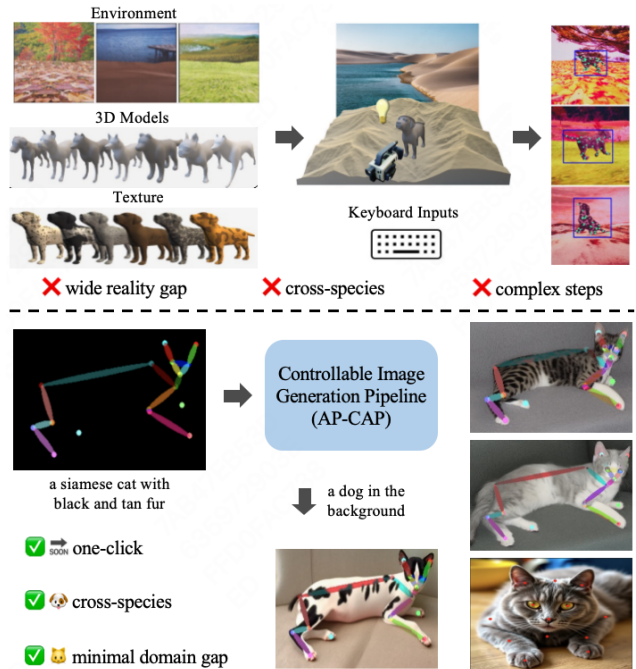 Environment
3D Models
Texture
Keyboard Inputs
wide reality gap
cross-species
complex steps
a siamese cat with
black and tan fur
Controllable Image
Generation Pipeline
(AP-CAP)
a dog in the
background
SOON one-click
cross-species
minimal domain gap